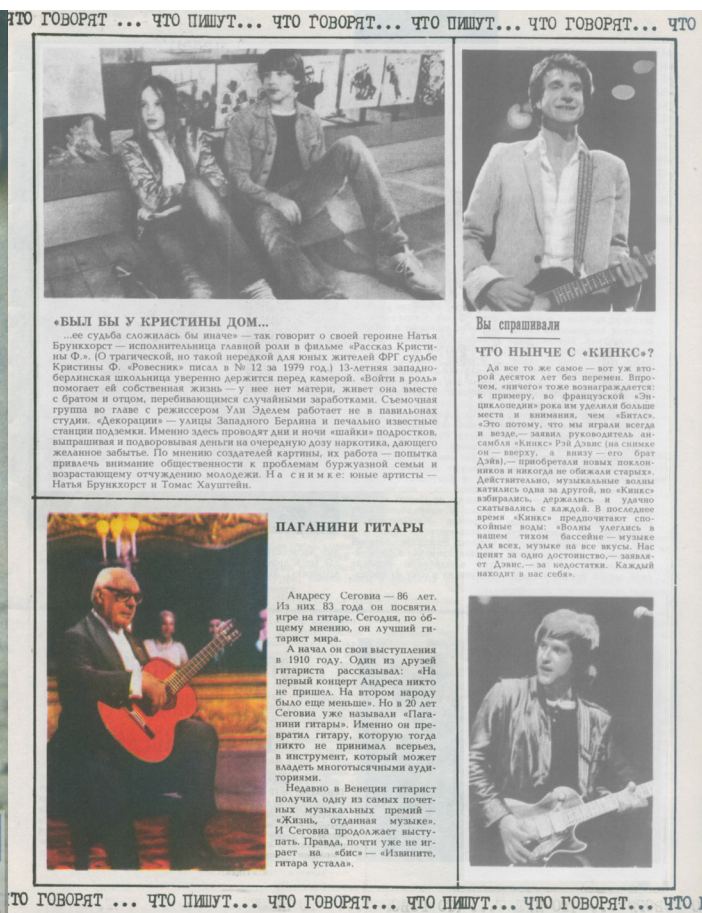 ЧТО ГОВОРЯТ ... ЧТО ПИШУТ... ЧТО ГОВОРЯТ... ЧТО ПИШУТ... ЧТО ГОВОРЯТ... ЧТО
«БЫЛ БЫ У КРИСТИНЫ ДОМ...
...ее судьба сложилась бы иначе» — так говорит о своей героине Натья
Брункхорст — исполнительница главной роли в фильме «Рассказ Кристи-
ны Ф.». (О трагической, но такой нередкой для юных жителей ФРГ судьбе
Кристины Ф. «Ровесник» писал в № 12 за 1979 год.) 13-летняя западно-
берлинская школьница уверенно держится перед камерой. «Войти в роль»
помогает ей собственная жизнь — у нее нет матери, живет она вместе
с братом и отцом, перебивающимся случайными заработками. Съемочная
группа во главе с режиссером Ули Эделем работает не в павильонах
студии. «Декорации» — улицы Западного Берлина и печально известные
станции подземки. Именно здесь проводят дни и ночи «шайки» подростков,
выпрашивая и подворовывая деньги на очередную дозу наркотика, дающего
желанное забытье. По мнению создателей картины, их работа — попытка
привлечь внимание общественности к проблемам буржуазной семьи и
возрастающему отчуждению молодежи. На снимке: юные артисты —
Натья Брункхорст и Томас Хауштейн.
ПАГАНИНИ ГИТАРЫ
Андресу Сеговиа — 86 лет.
Из них 83 года он посвятил
игре на гитаре. Сегодня, по об-
щему мнению, он лучший ги-
тарист мира.
А начал он свои выступления
в 1910 году. Один из друзей
гитариста рассказывал: «На
первый концерт Андреса никто
не пришел. На втором народу
было еще меньше». Но в 20 лет
Сеговиа уже называли «Пага-
нини гитары». Именно он пре-
вратил гитару, которую тогда
никто не принимал всерьез,
в инструмент, который может
владеть многотысячными ауди-
ториями.
Недавно в Венеции гитарист
получил одну из самых почет-
ных музыкальных премий —
«Жизнь, отданная музыке».
И Сеговиа продолжает высту-
пать. Правда, почти уже не иг-
рает на «бис» — «Извините,
гитара устала».
Вы спрашивали
ЧТО НЫНЧЕ С «КИНКС»?
Да все то же самое — вот уж вто-
рой десяток лет без перемен. Впро-
чем, «ничего» тоже вознаграждается:
к примеру, во французской «Эн-
циклопедии» рока им уделили больше
места и внимания, чем «Битлс».
«Это потому, что мы играли всегда
и везде,— заявил руководитель ан-
самбля «Кинкс» Рэй Дэвис (на снимке
он — вверху, а внизу — его брат
Дэйв),— приобретали новых поклон-
ников и никогда не обижали старых».
Действительно, музыкальные волны
катились одна за другой, но «Кинкс»
взбирались, держались и удачно
скатывались с каждой. В последнее
время «Кинкс» предпочитают спо-
койные воды: «Волны улеглись в
нашем тихом бассейне — музыке
для всех, музыке на все вкусы. Нас
ценят за одно достоинство,— заявля-
ет Дэвис,— за недостатки. Каждый
находит в нас себя».
ТО ГОВОРЯТ ... ЧТО ПИШУТ... ЧТО ГОВОРЯТ... ЧТО ПИШУТ... ЧТО ГОВОРЯТ... ЧТО